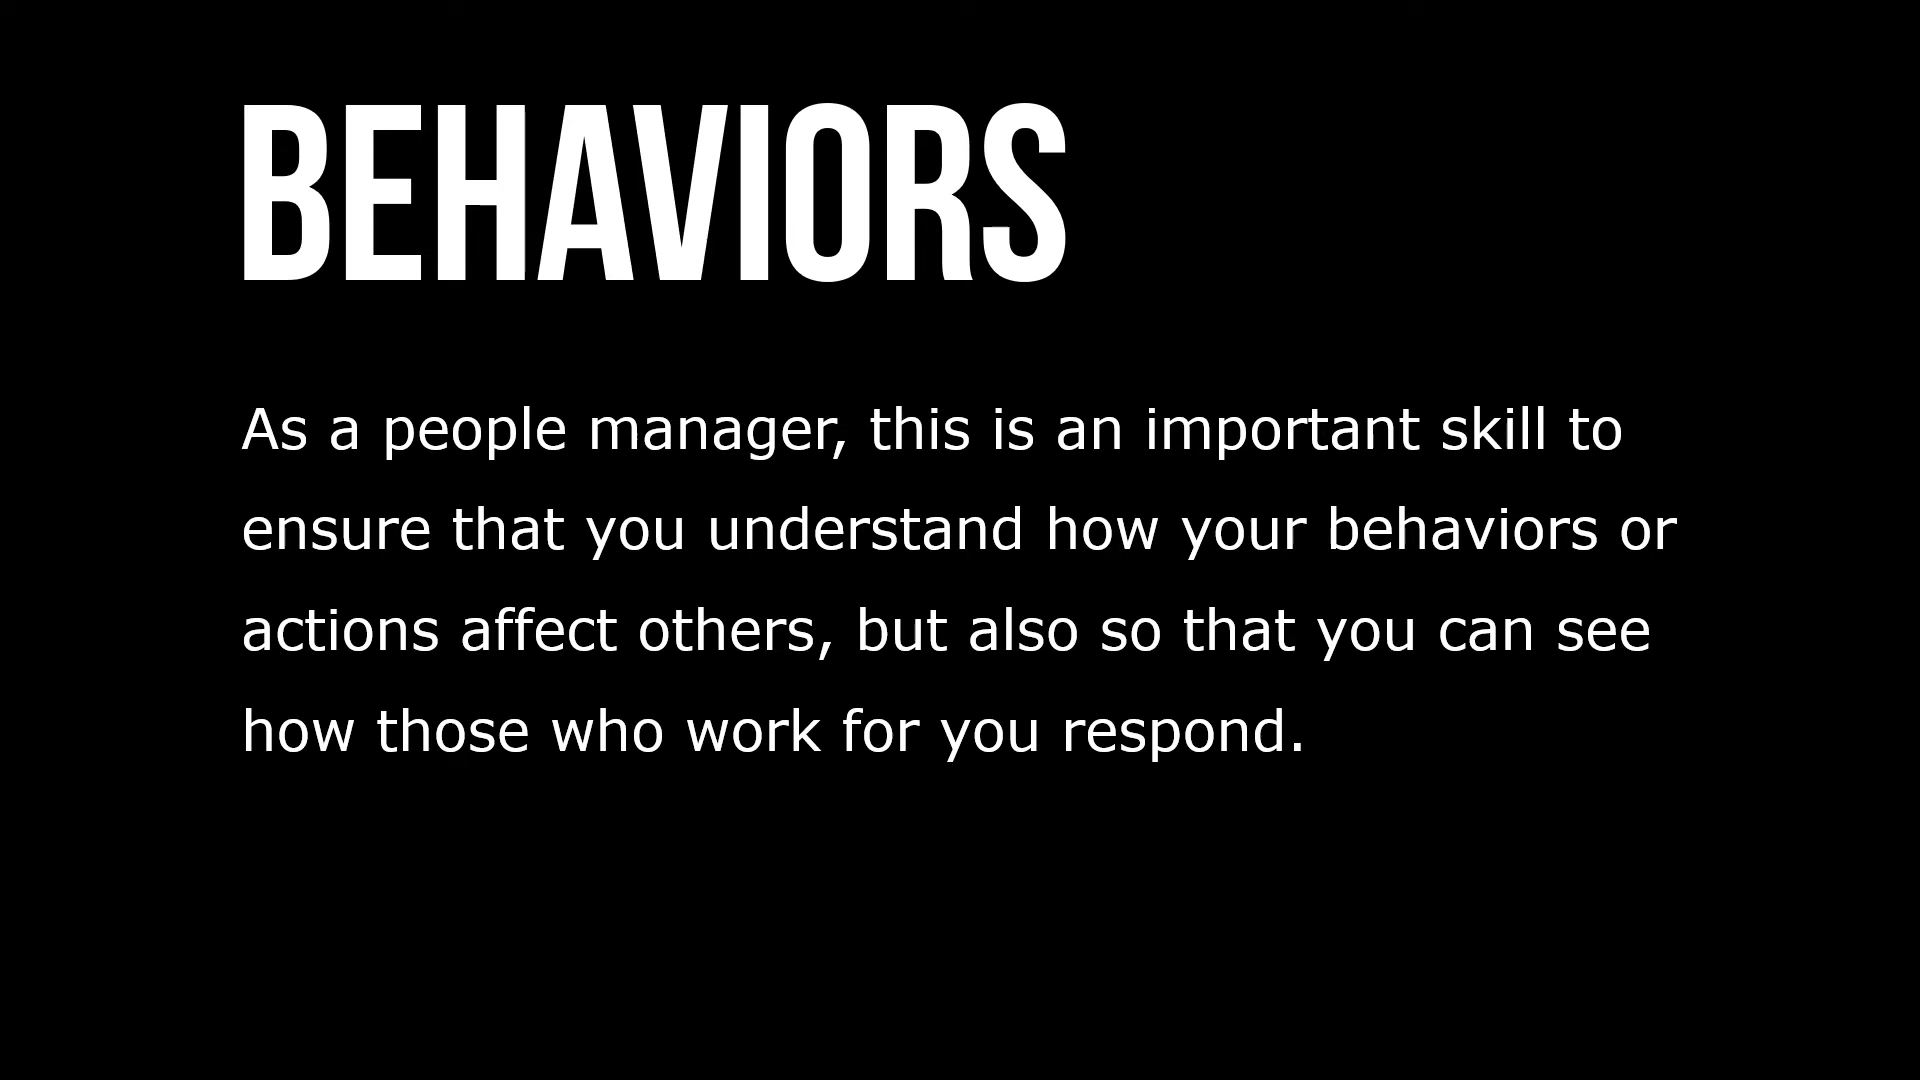 BEHAVIORS
As a people manager, this is an important skill to
ensure that you understand how your behaviors or
actions affect others, but also so that you can see
how those who work for you respond.